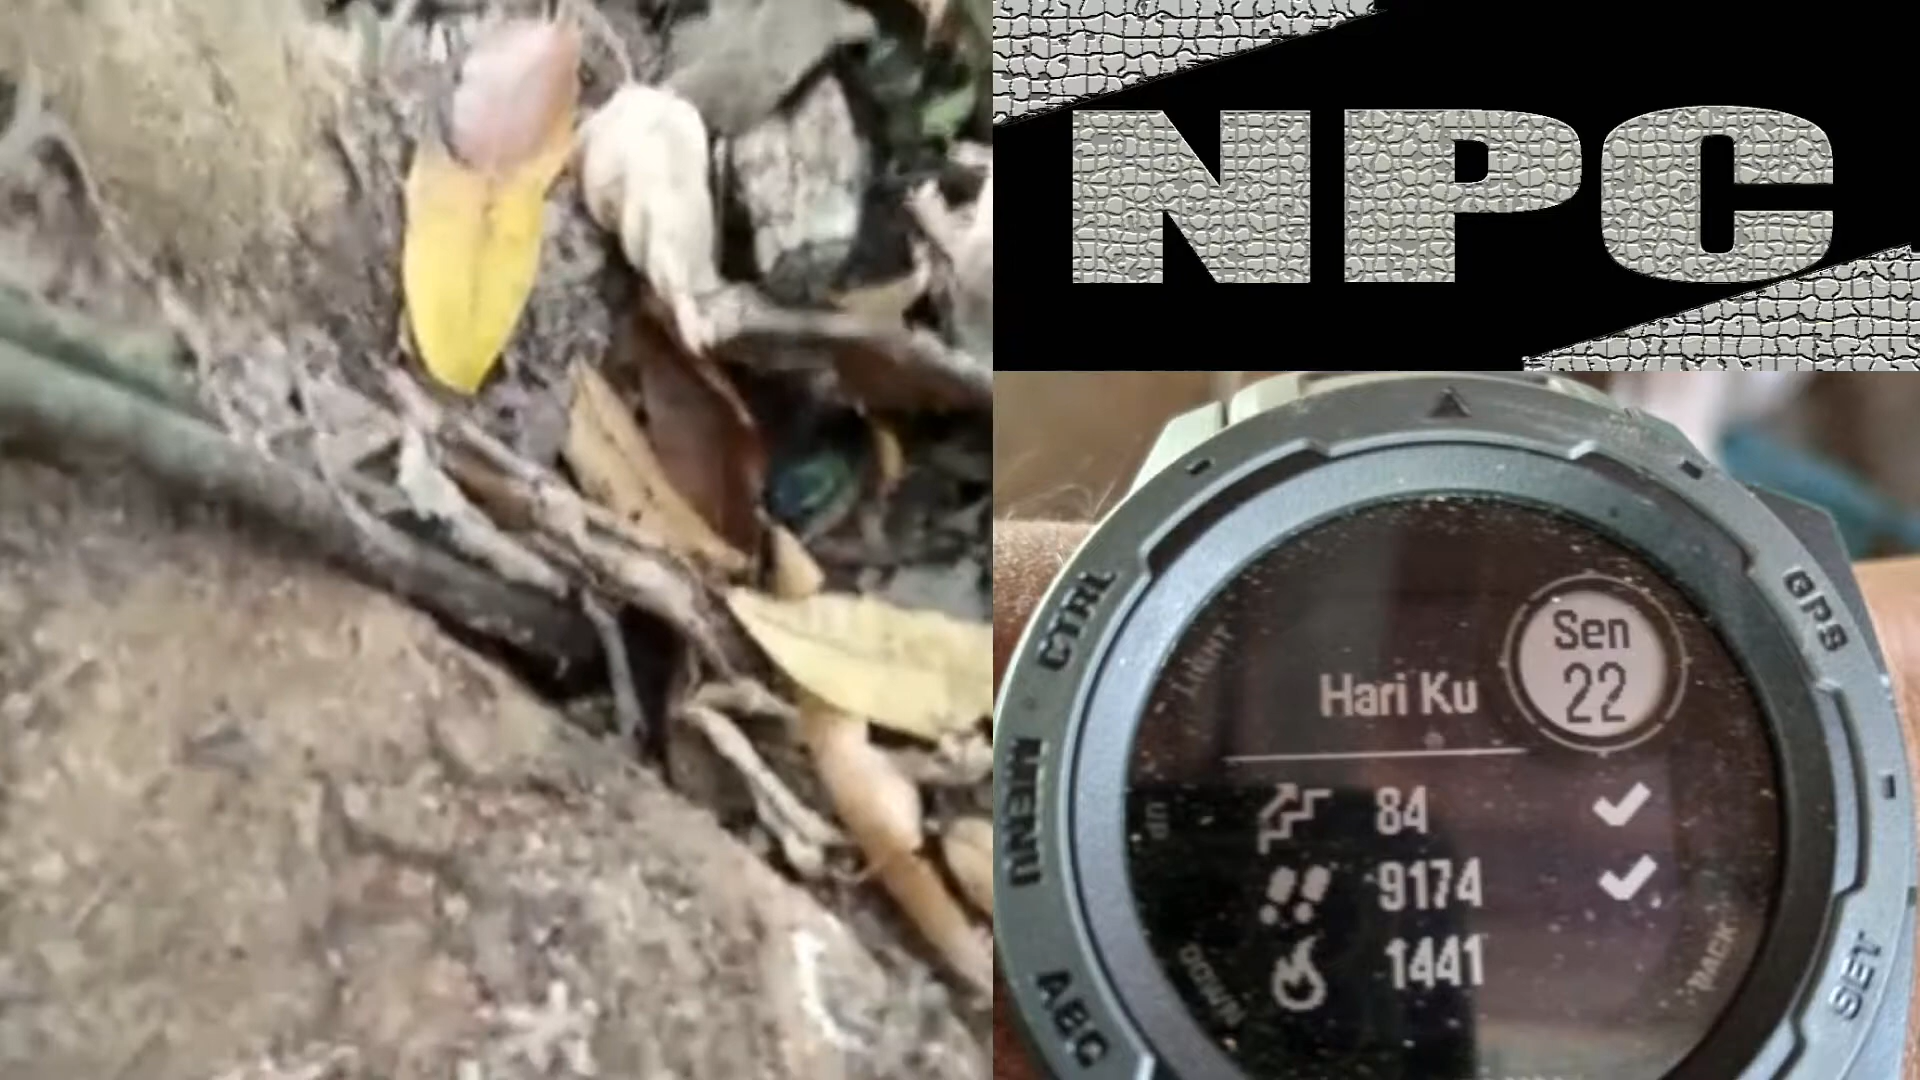 NPC
CTRL
GPS
LIGHT
Sen
22
Hari Ku
MENU
UP
84
9174
1441
DOWN
BACK
ABC
SET